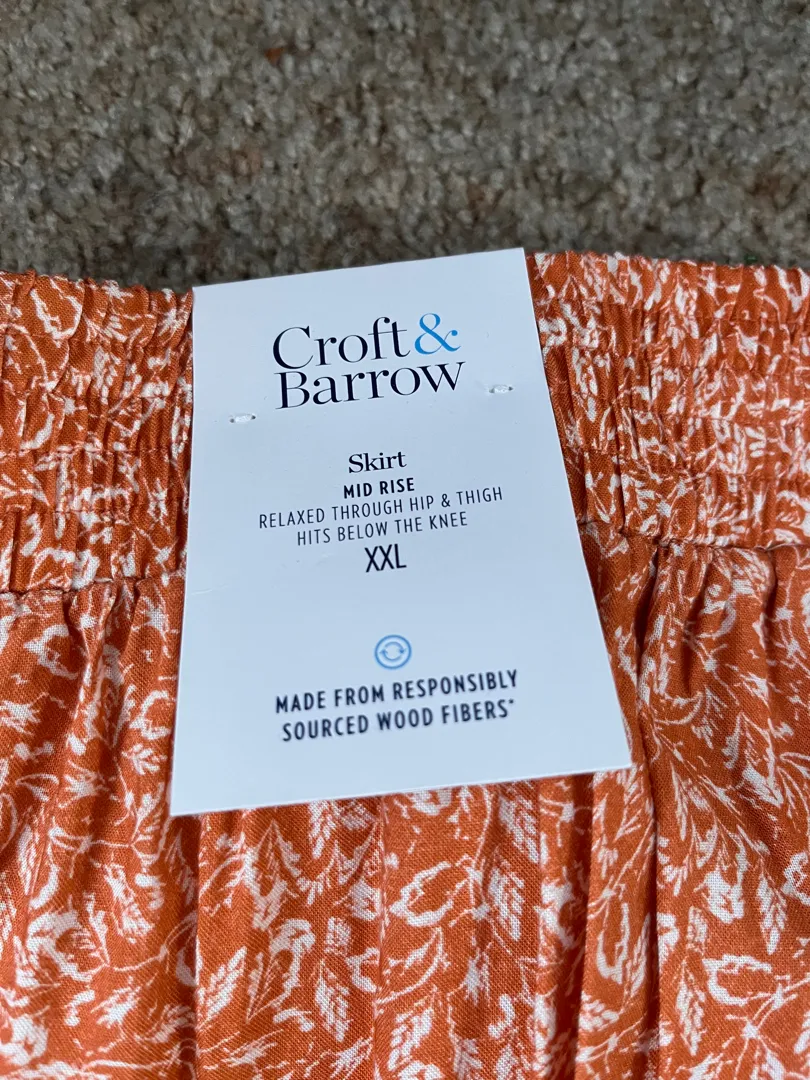 Croft&
Barrow
Skirt
MID RISE
RELAXED THROUGH HIP & THIGH
HITS BELOW THE KNEE
XXL
MADE FROM RESPONSIBLY
SOURCED WOOD FIBERS*